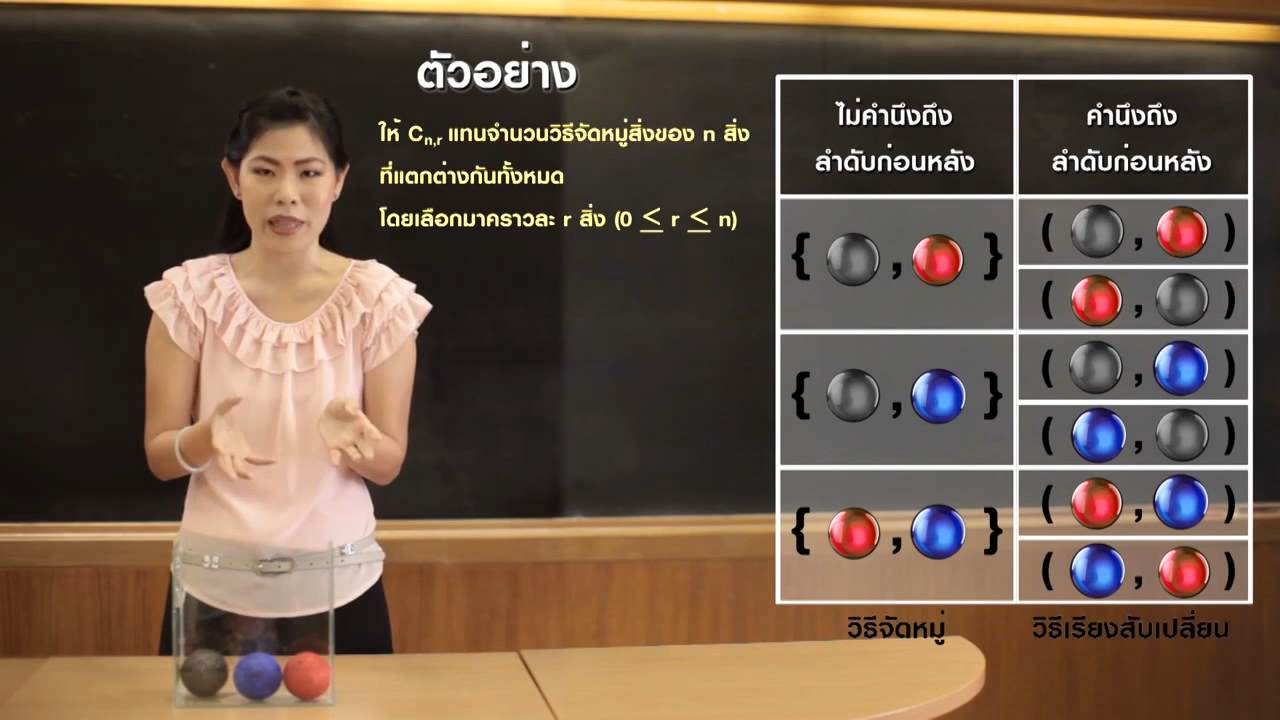 ตัวอย่าง
ให้ Cn,r แทนจำนวนวิธีจัดหมู่สิ่งของ n สิ่ง
ที่แตกต่างกันทั้งหมด
โดยเลือกมาคราวละ r สิ่ง (0 ≤ r ≤ n)
ไม่คำนึงถึง
ลำดับก่อนหลัง
คำนึงถึง
ลำดับก่อนหลัง
{ , }
( , )
( , )
{ , }
( , )
( , )
{ , }
( , )
( , )
วิธีจัดหมู่
วิธีเรียงสับเปลี่ยน